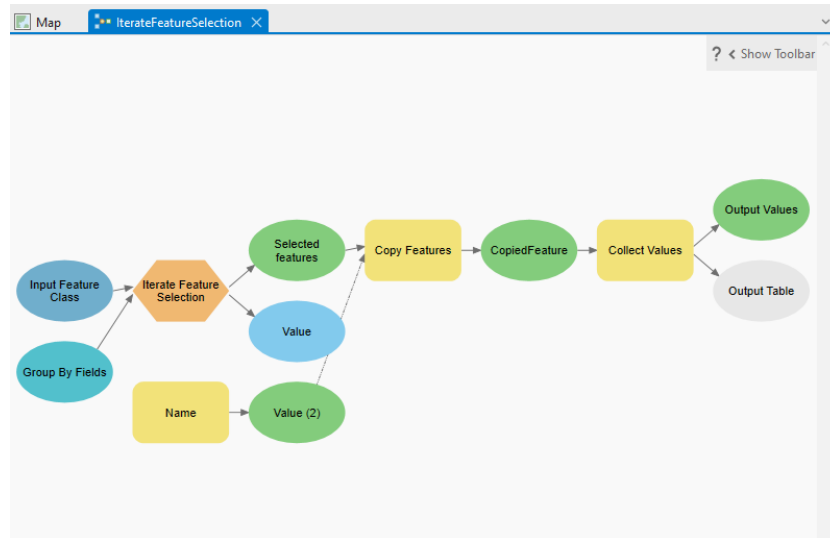 Map
IterateFeatureSelection
? < Show Toolbar
Output Values
Selected
features
Copy Features
CopiedFeature
Collect Values
Input Feature
Class
Iterate Feature
Selection
Output Table
Value
Group By Fields
Name
Value (2)